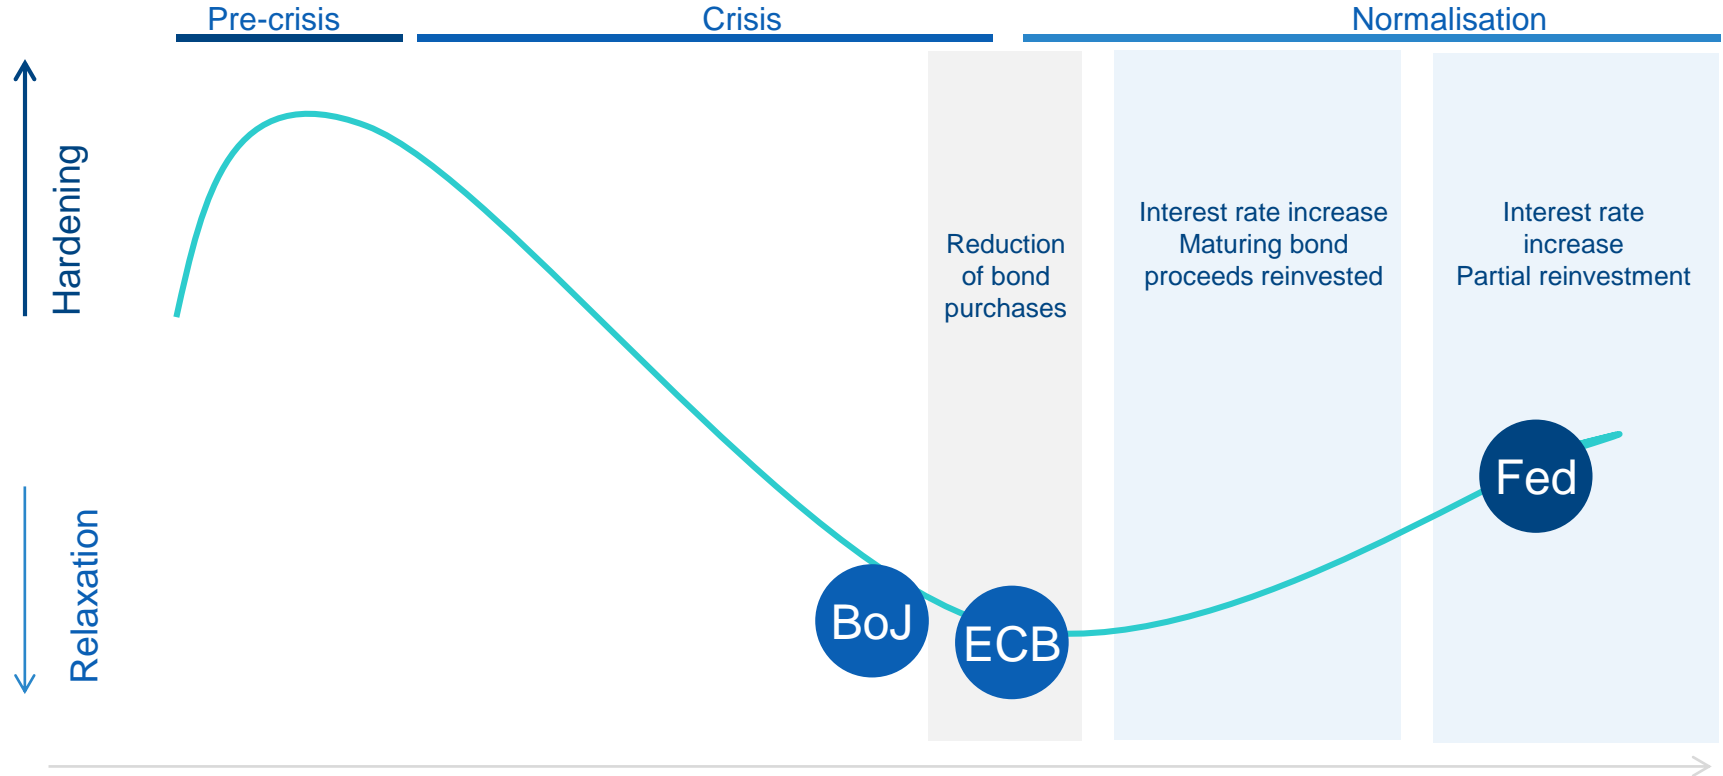 Pre-crisis
Crisis
Normalisation
Hardening
Relaxation
Reduction
of bond
purchases
Interest rate increase
Maturing bond
proceeds reinvested
Interest rate
increase
Partial reinvestment
BoJ
ECB
Fed